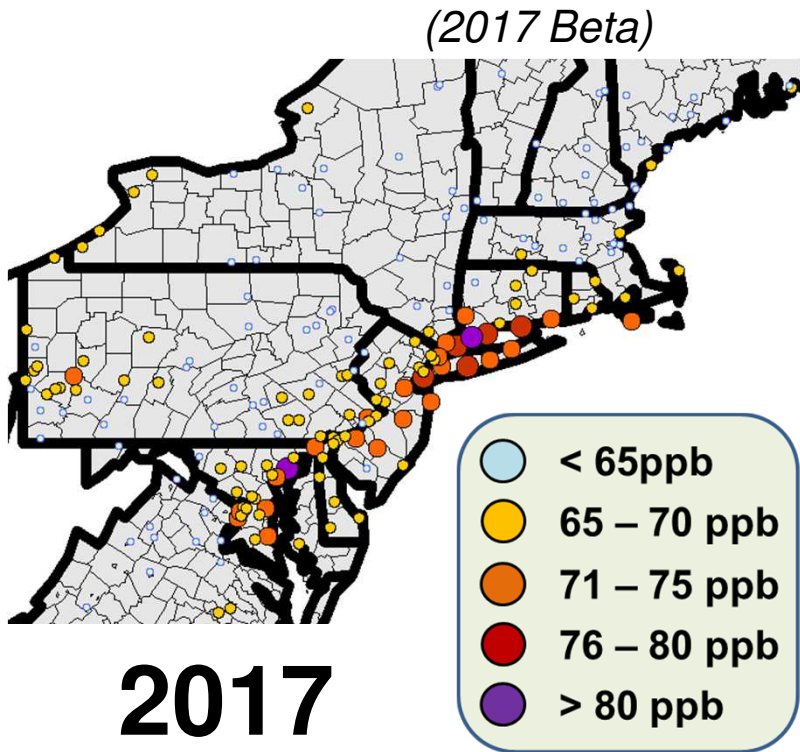 (2017 Beta)
< 65ppb
65 – 70 ppb
71 – 75 ppb
76 – 80 ppb
> 80 ppb
2017